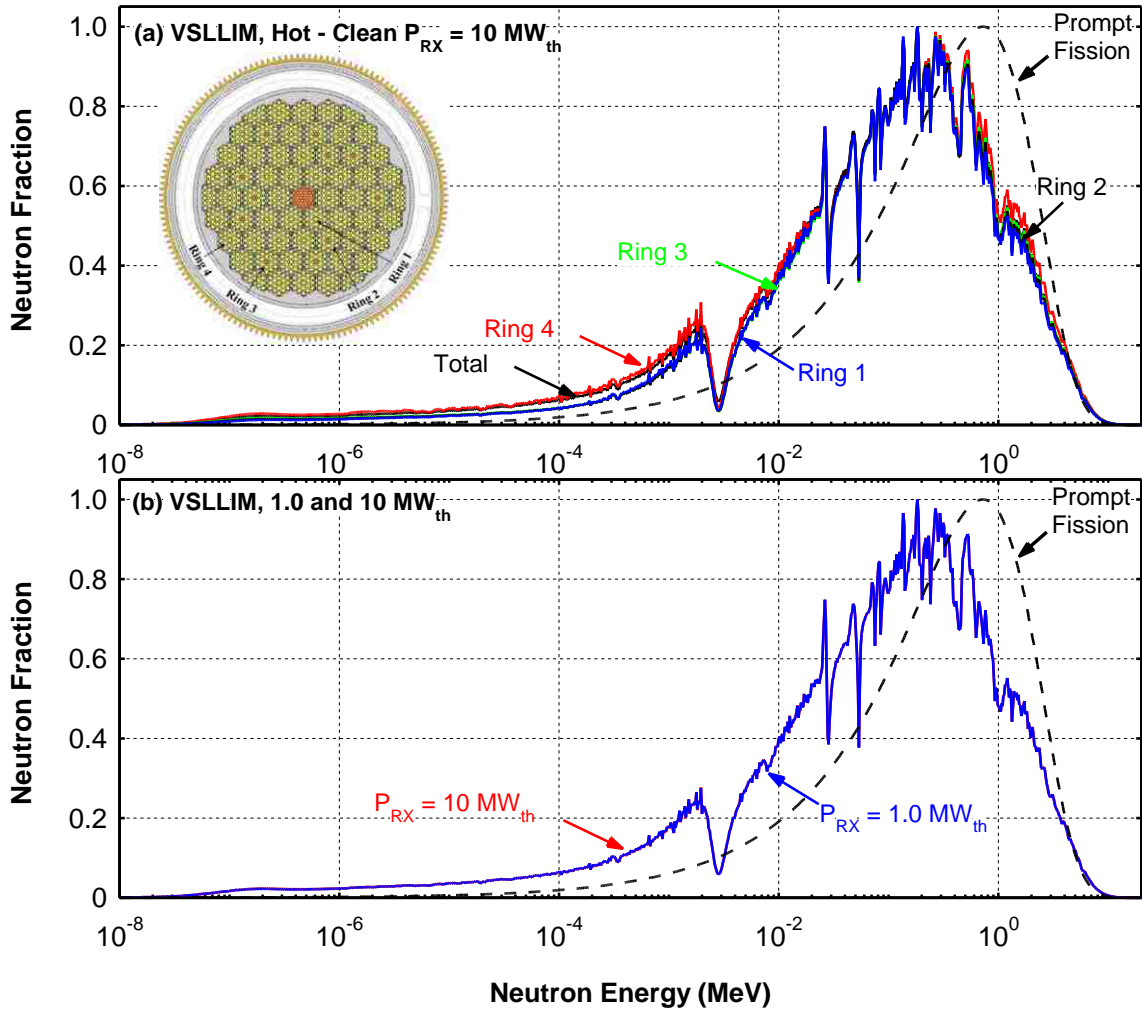 (a) VSLLIM, Hot - Clean P_RX = 10 MW_th
Prompt
Fission
Neutron Fraction
1.0
0.8
0.6
0.4
0.2
0
Ring 4
Ring 3
Ring 2
Ring 1
Ring 2
Ring 3
Ring 4
Total
Ring 1
10^-8
10^-6
10^-4
10^-2
10^0
(b) VSLLIM, 1.0 and 10 MW_th
Prompt
Fission
Neutron Fraction
1.0
0.8
0.6
0.4
0.2
0
P_RX = 10 MW_th
P_RX = 1.0 MW_th
10^-8
10^-6
10^-4
10^-2
10^0
Neutron Energy (MeV)